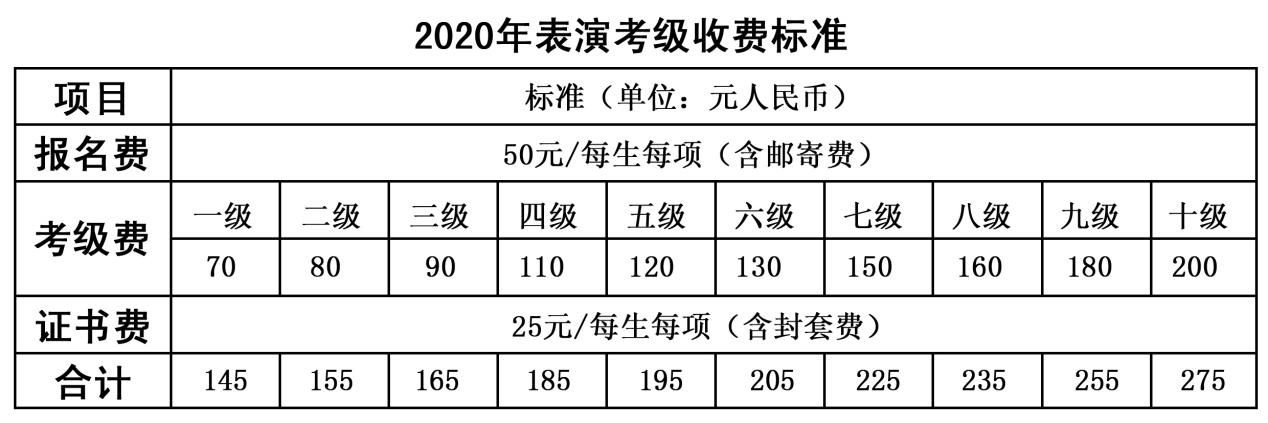 2020年表演考级收费标准
项目 标准（单位：元人民币）
报名费 50元/每生每项（含邮寄费）
考级费 一级 二级 三级 四级 五级 六级 七级 八级 九级 十级
70 80 90 110 120 130 150 160 180 200
证书费 25元/每生每项（含封套费）
合计 145 155 165 185 195 205 225 235 255 275